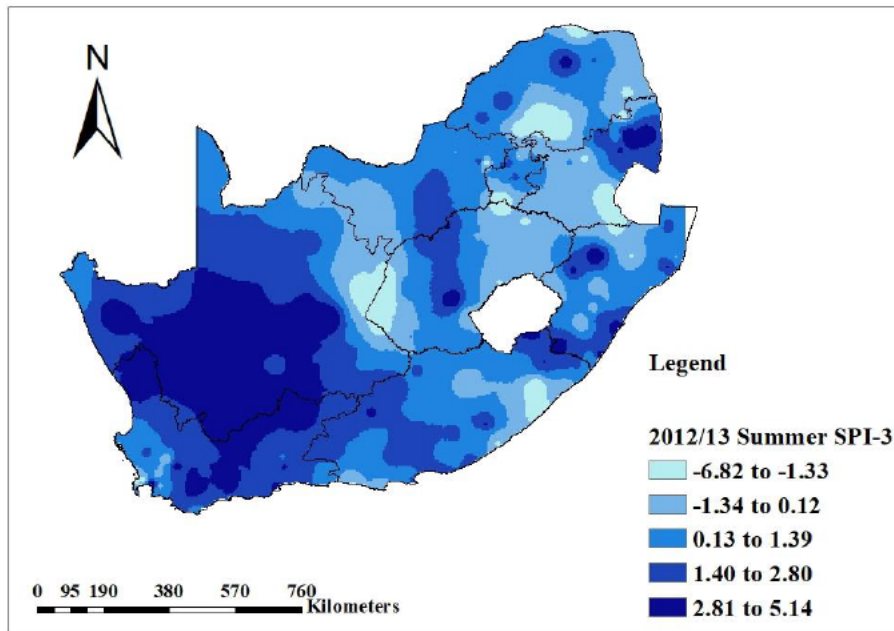 N
Legend
2012/13 Summer SPI-3
-6.82 to -1.33
-1.34 to 0.12
0.13 to 1.39
1.40 to 2.80
2.81 to 5.14
0 95 190 380 570 760
Kilometers